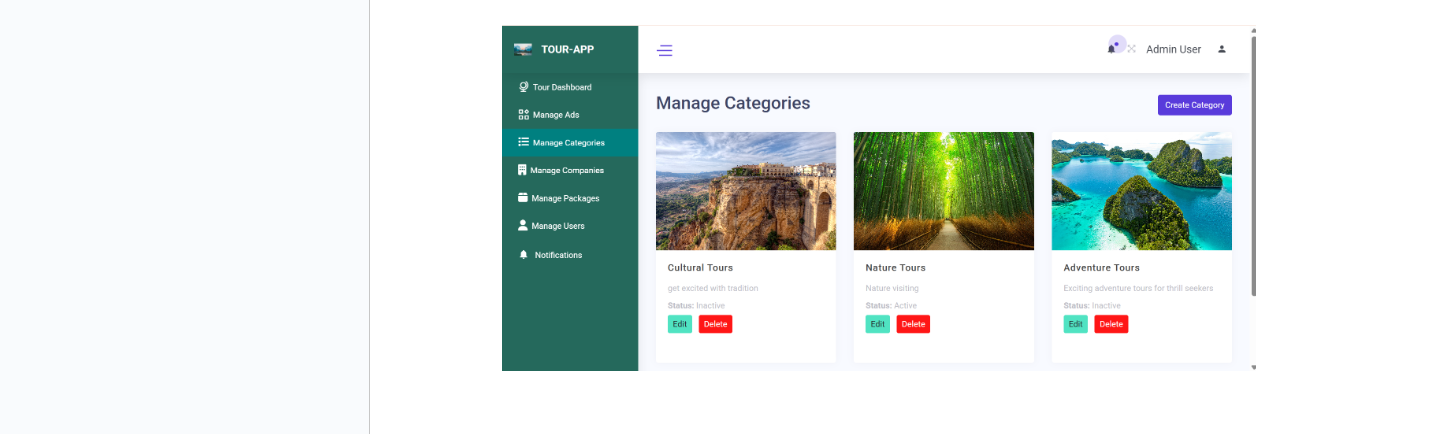 TOUR-APP
Admin User
Tour Dashboard
Manage Ads
Manage Categories
Manage Companies
Manage Packages
Manage Users
Notifications
Manage Categories
Create Category
Cultural Tours
get excited with tradition
Status: Inactive
Edit Delete
Nature Tours
Nature visiting
Status: Active
Edit Delete
Adventure Tours
Exciting adventure tours for thrill seekers
Status: Inactive
Edit Delete